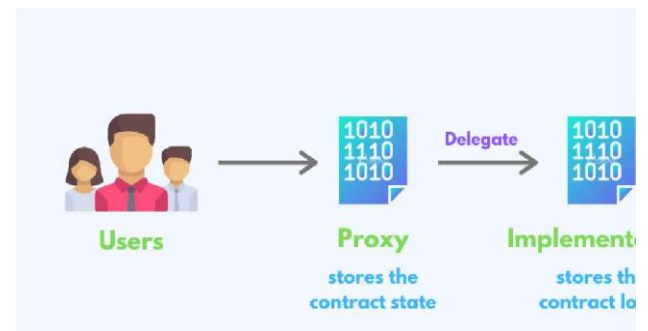 1010
1110
1010
Delegate
1010
1110
1010
Users
Proxy
Implement
stores the
contract state
stores th
contract lo